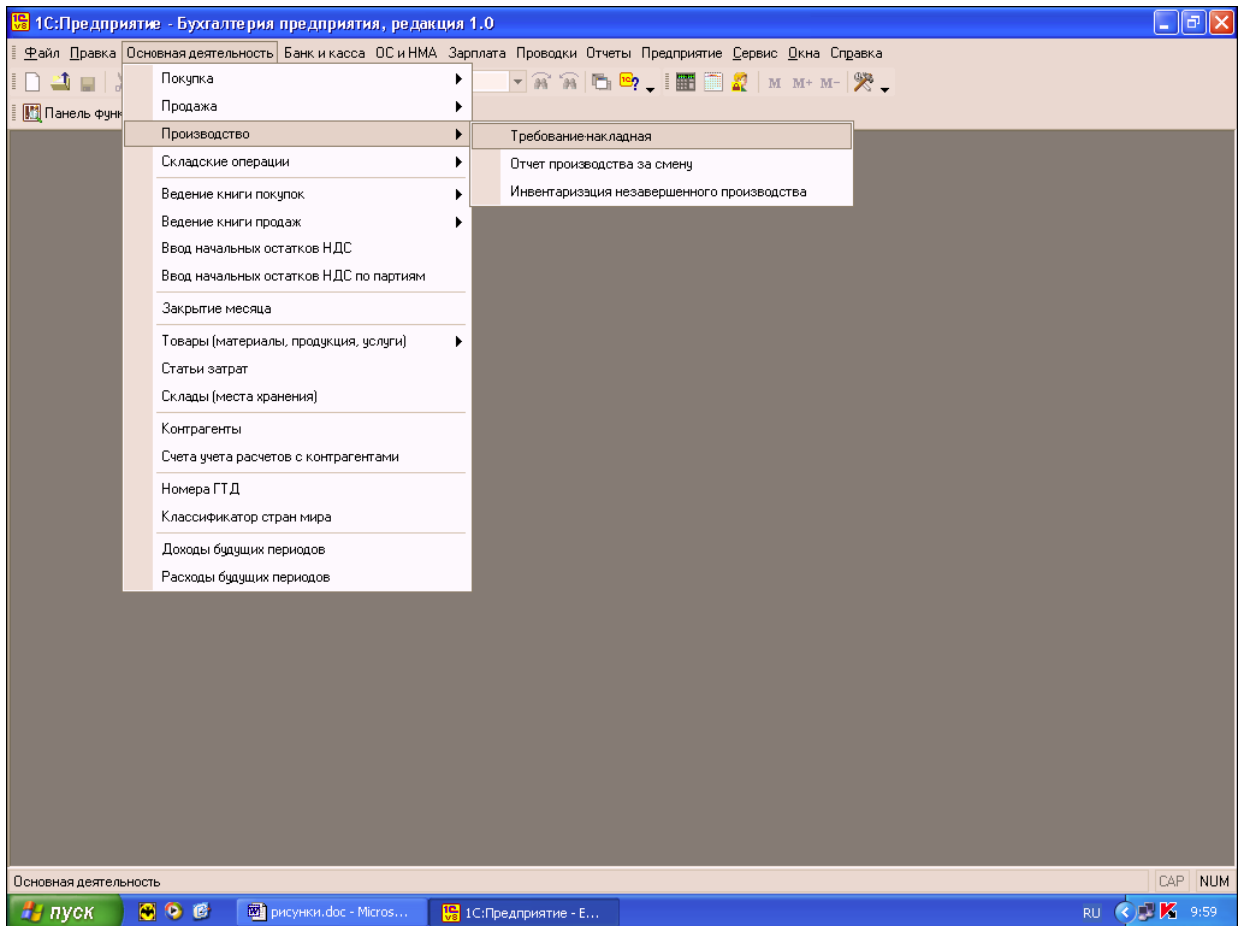 1С:Предприятие - Бухгалтерия предприятия, редакция 1.0
Файл Правка Основная деятельность Банк и касса ОС и НМА Зарплата Проводки Отчеты Предприятие Сервис Окна Справка
M M+ M-
Панель
Покупка
Продажа
Производство
Складские операции
Ведение книги покупок
Ведение книги продаж
Ввод начальных остатков НДС
Ввод начальных остатков НДС по партиям
Закрытие месяца
Товары (материалы, продукция, услуги)
Статьи затрат
Склады (места хранения)
Контрагенты
Счета учета расчетов с контрагентами
Номера ГТД
Классификатор стран мира
Доходы будущих периодов
Расходы будущих периодов
Требование-накладная
Отчет производства за смену
Инвентаризация незавершенного производства
Основная деятельность
CAP NUM
пуск рисунки.doc - Micros... 1С:Предприятие - Б... RU 9:59